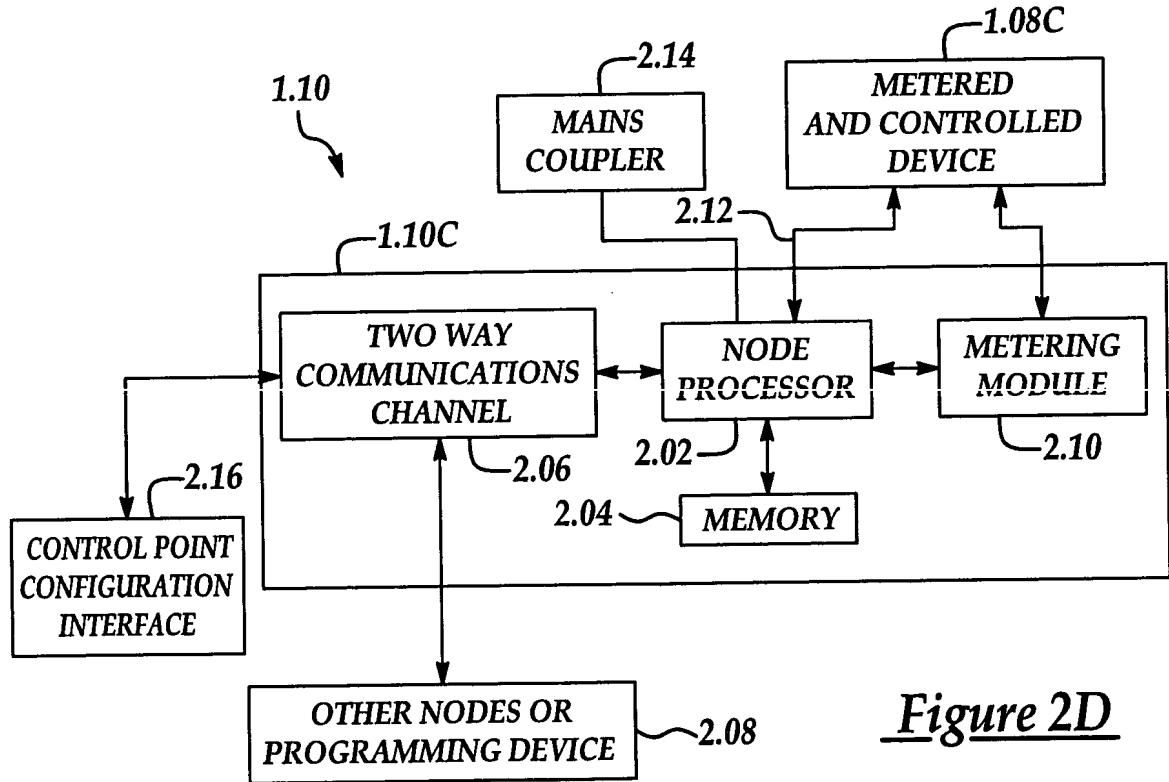 1.10
2.14
MAINS
COUPLER
1.08C
METERED
AND CONTROLLED
DEVICE
2.12
1.10C
TWO WAY
COMMUNICATIONS
CHANNEL
2.06
NODE
PROCESSOR
2.02
METERING
MODULE
2.10
2.04
MEMORY
2.16
CONTROL POINT
CONFIGURATION
INTERFACE
OTHER NODES OR
PROGRAMMING DEVICE
2.08
Figure 2D